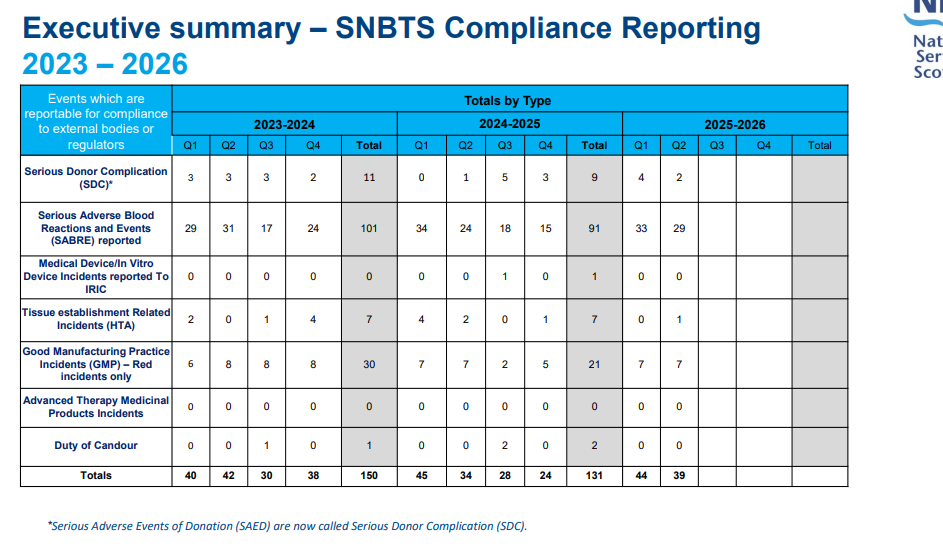 Executive summary – SNBTS Compliance Reporting
2023 – 2026
Events which are
reportable for compliance
to external bodies or
regulators
Totals by Type
2023-2024 2024-2025 2025-2026
Q1 Q2 Q3 Q4 Total Q1 Q2 Q3 Q4 Total Q1 Q2 Q3 Q4 Total
Serious Donor Complication
(SDC)*
3 3 3 2 11 0 1 5 3 9 4 2
Serious Adverse Blood
Reactions and Events
(SABRE) reported
29 31 17 24 101 34 24 18 15 91 33 29
Medical Device/In Vitro
Device Incidents reported To
IRIC
0 0 0 0 0 0 0 1 0 1 0 0
Tissue establishment Related
Incidents (HTA)
2 0 1 4 7 4 2 0 1 7 0 1
Good Manufacturing Practice
Incidents (GMP) – Red
incidents only
6 8 8 8 30 7 7 2 5 21 7 7
Advanced Therapy Medicinal
Products Incidents
0 0 0 0 0 0 0 0 0 0 0 0
Duty of Candour
0 0 1 0 1 0 0 2 0 2 0 0
Totals 40 42 30 38 150 45 34 28 24 131 44 39
*Serious Adverse Events of Donation (SAED) are now called Serious Donor Complication (SDC).